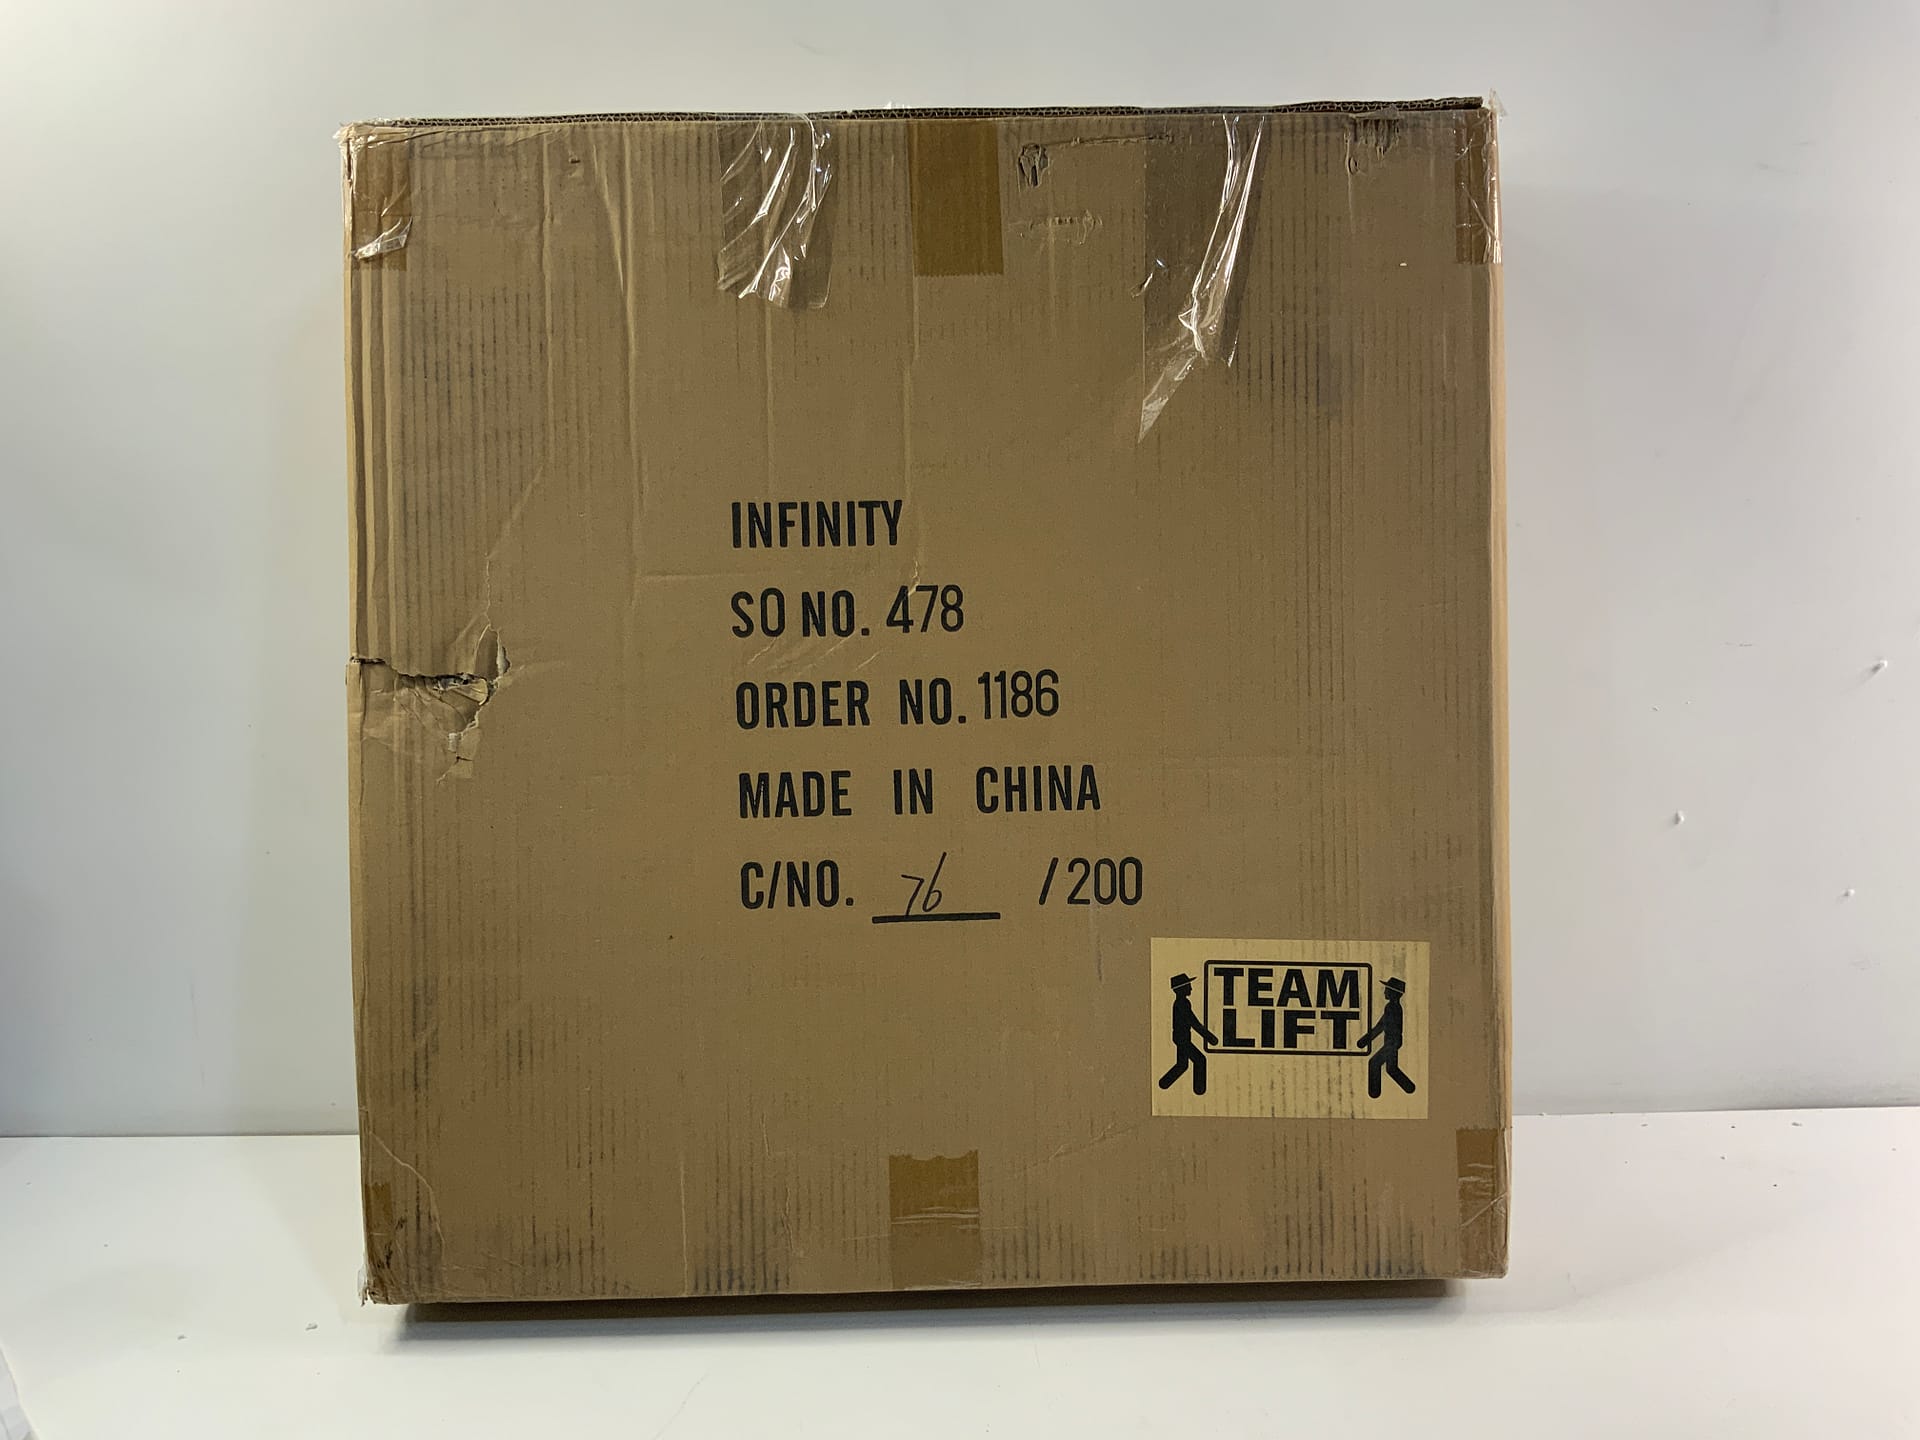 INFINITY
SO NO. 478
ORDER NO. 1186
MADE IN CHINA
C/NO. 76 /200
TEAM
LIFT